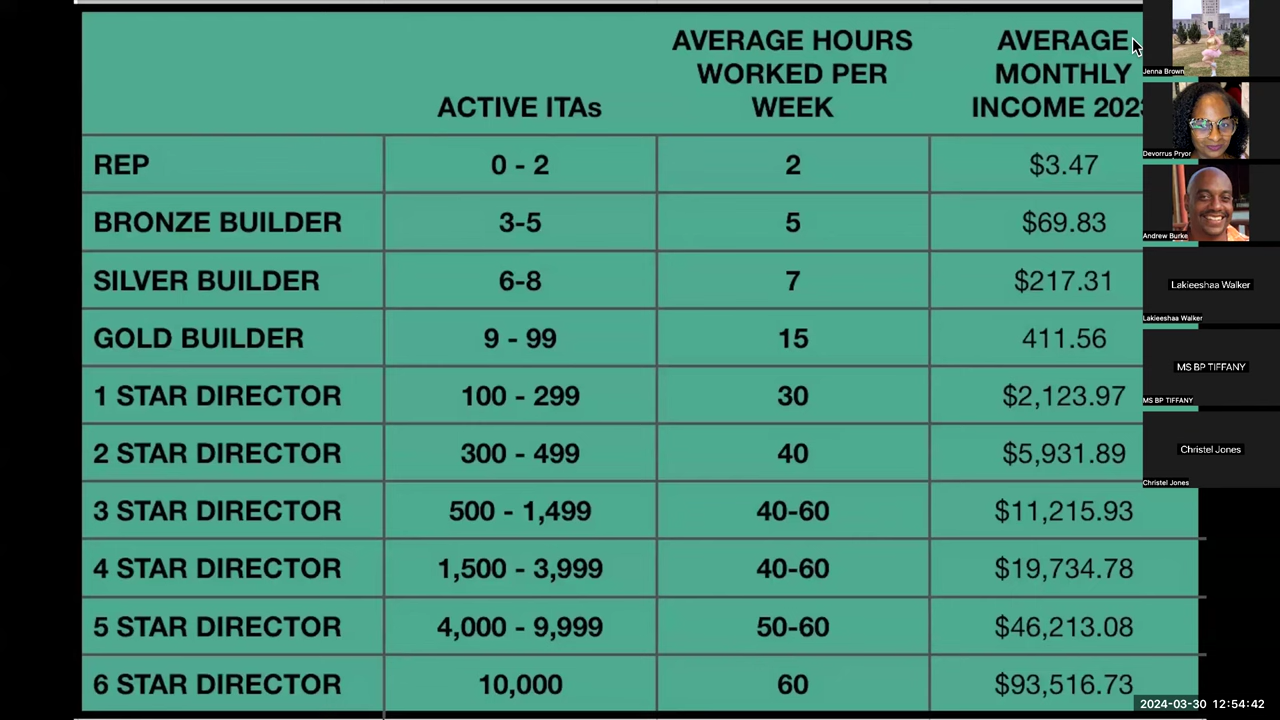 ACTIVE ITAs
AVERAGE HOURS
WORKED PER
WEEK
AVERAGE
MONTHLY
INCOME 2023
REP 0 - 2 2 $3.47
BRONZE BUILDER 3-5 5 $69.83
SILVER BUILDER 6-8 7 $217.31
GOLD BUILDER 9 - 99 15 411.56
1 STAR DIRECTOR 100 - 299 30 $2,123.97
2 STAR DIRECTOR 300 - 499 40 $5,931.89
3 STAR DIRECTOR 500 - 1,499 40-60 $11,215.93
4 STAR DIRECTOR 1,500 - 3,999 40-60 $19,734.78
5 STAR DIRECTOR 4,000 - 9,999 50-60 $46,213.08
6 STAR DIRECTOR 10,000 60 $93,516.73
Jenna Brown
Devorrus Pryor
Andrew Burke
Lakieeshaa Walker
Lakieeshaa Walker
MS BP TIFFANY
MS BP TIFFANY
Christel Jones
Christel Jones
2024-03-30 12:54:42